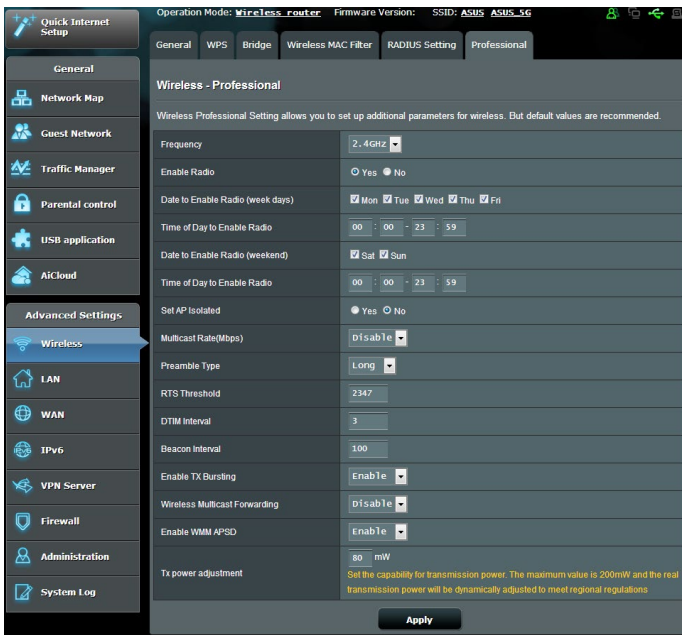 Quick Internet
Setup
Operation Mode: Wireless router Firmware Version: SSID: ASUS ASUS_5G
General WPS Bridge Wireless MAC Filter RADIUS Setting Professional
General
Network Map
Guest Network
Traffic Manager
Parental control
USB application
AiCloud
Advanced Settings
Wireless
LAN
WAN
IPv6
VPN Server
Firewall
Administration
System Log
Wireless - Professional
Wireless Professional Setting allows you to set up additional parameters for wireless. But default values are recommended.
Frequency 2.4GHz
Enable Radio Yes No
Date to Enable Radio (week days) Mon Tue Wed Thu Fri
Time of Day to Enable Radio 00 : 00 - 23 : 59
Date to Enable Radio (weekend) Sat Sun
Time of Day to Enable Radio 00 : 00 - 23 : 59
Set AP Isolated Yes No
Multicast Rate(Mbps) Disable
Preamble Type Long
RTS Threshold 2347
DTIM Interval 3
Beacon Interval 100
Enable TX Bursting Enable
Wireless Multicast Forwarding Disable
Enable WMM APSD Enable
Tx power adjustment 80 mW
Set the capability for transmission power. The maximum value is 200mW and the real
transmission power will be dynamically adjusted to meet regional regulations
Apply